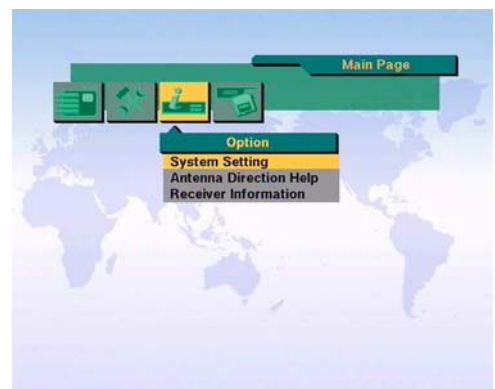 Main Page
Option
System Setting
Antenna Direction Help
Receiver Information